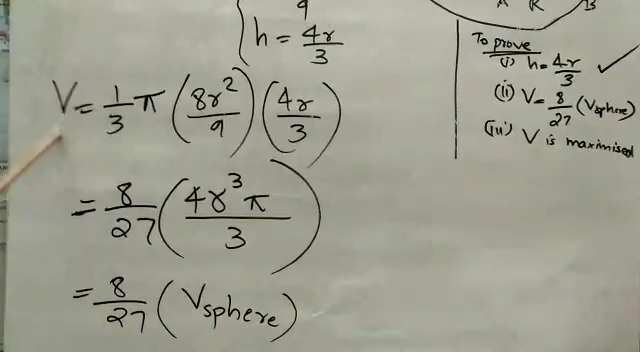 h = 4r/3
V = 1/3 π (8r²/9) (4r/3)
= 8/27 (4r³π/3)
= 8/27 (Vsphere)
A K B
To prove
(i) h = 4r/3 ✓
(ii) V = 8/27 (Vsphere)
(iii) V is maximised